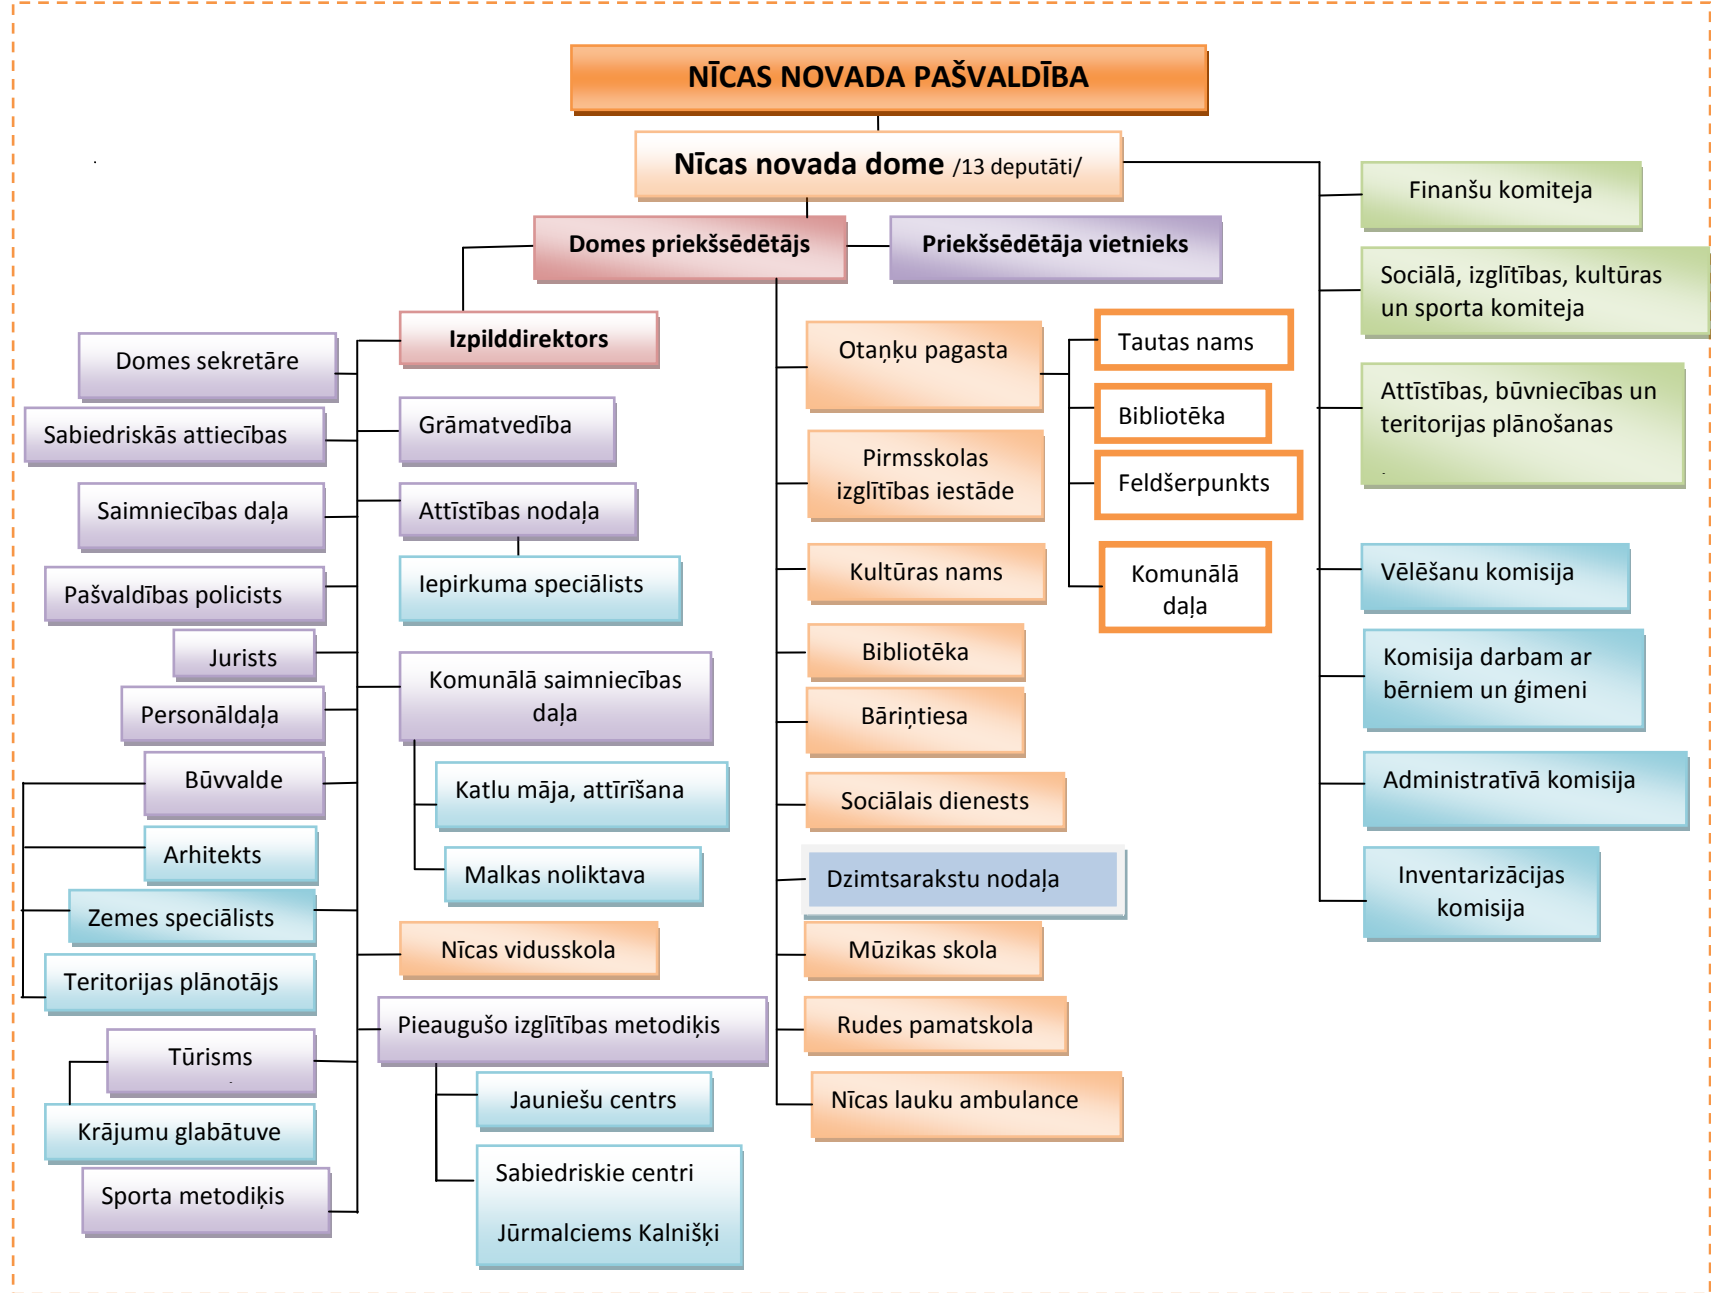 NĪCAS NOVADA PAŠVALDĪBA
Nīcas novada dome /13 deputāti/
Domes priekšsēdētājs
Priekšsēdētāja vietnieks
Izpilddirektors
Domes sekretāre
Sabiedriskās attiecības
Saimniecības daļa
Pašvaldības policists
Jurists
Personāldaļa
Būvvalde
Arhitekts
Zemes speciālists
Teritorijas plānotājs
Tūrisms
Krājumu glabātuve
Sporta metodiķis
Grāmatvedība
Attīstības nodaļa
Iepirkuma speciālists
Komunālā saimniecības
daļa
Katlu māja, attīrīšana
Malkas noliktava
Nīcas vidusskola
Pieaugušo izglītības metodiķis
Jauniešu centrs
Sabiedriskie centri
Jūrmalciems Kalnišķi
Otaņķu pagasta
Pirmsskolas
izglītības iestāde
Kultūras nams
Bibliotēka
Bāriņtiesa
Sociālais dienests
Dzimtsarakstu nodaļa
Mūzikas skola
Rudes pamatskola
Nīcas lauku ambulance
Tautas nams
Bibliotēka
Feldšerpunkts
Komunālā
daļa
Finanšu komiteja
Sociālā, izglītības, kultūras
un sporta komiteja
Attīstības, būvniecības un
teritorijas plānošanas
Vēlēšanu komisija
Komisija darbam ar
bērniem un ģimeni
Administratīvā komisija
Inventarizācijas
komisija